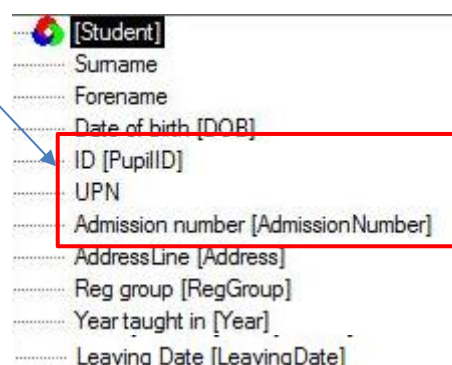 [Student]
Surname
Forename
Date of birth [DOB]
ID [PupilID]
UPN
Admission number [AdmissionNumber]
AddressLine [Address]
Reg group [RegGroup]
Year taught in [Year]
Leaving Date [LeavingDate]